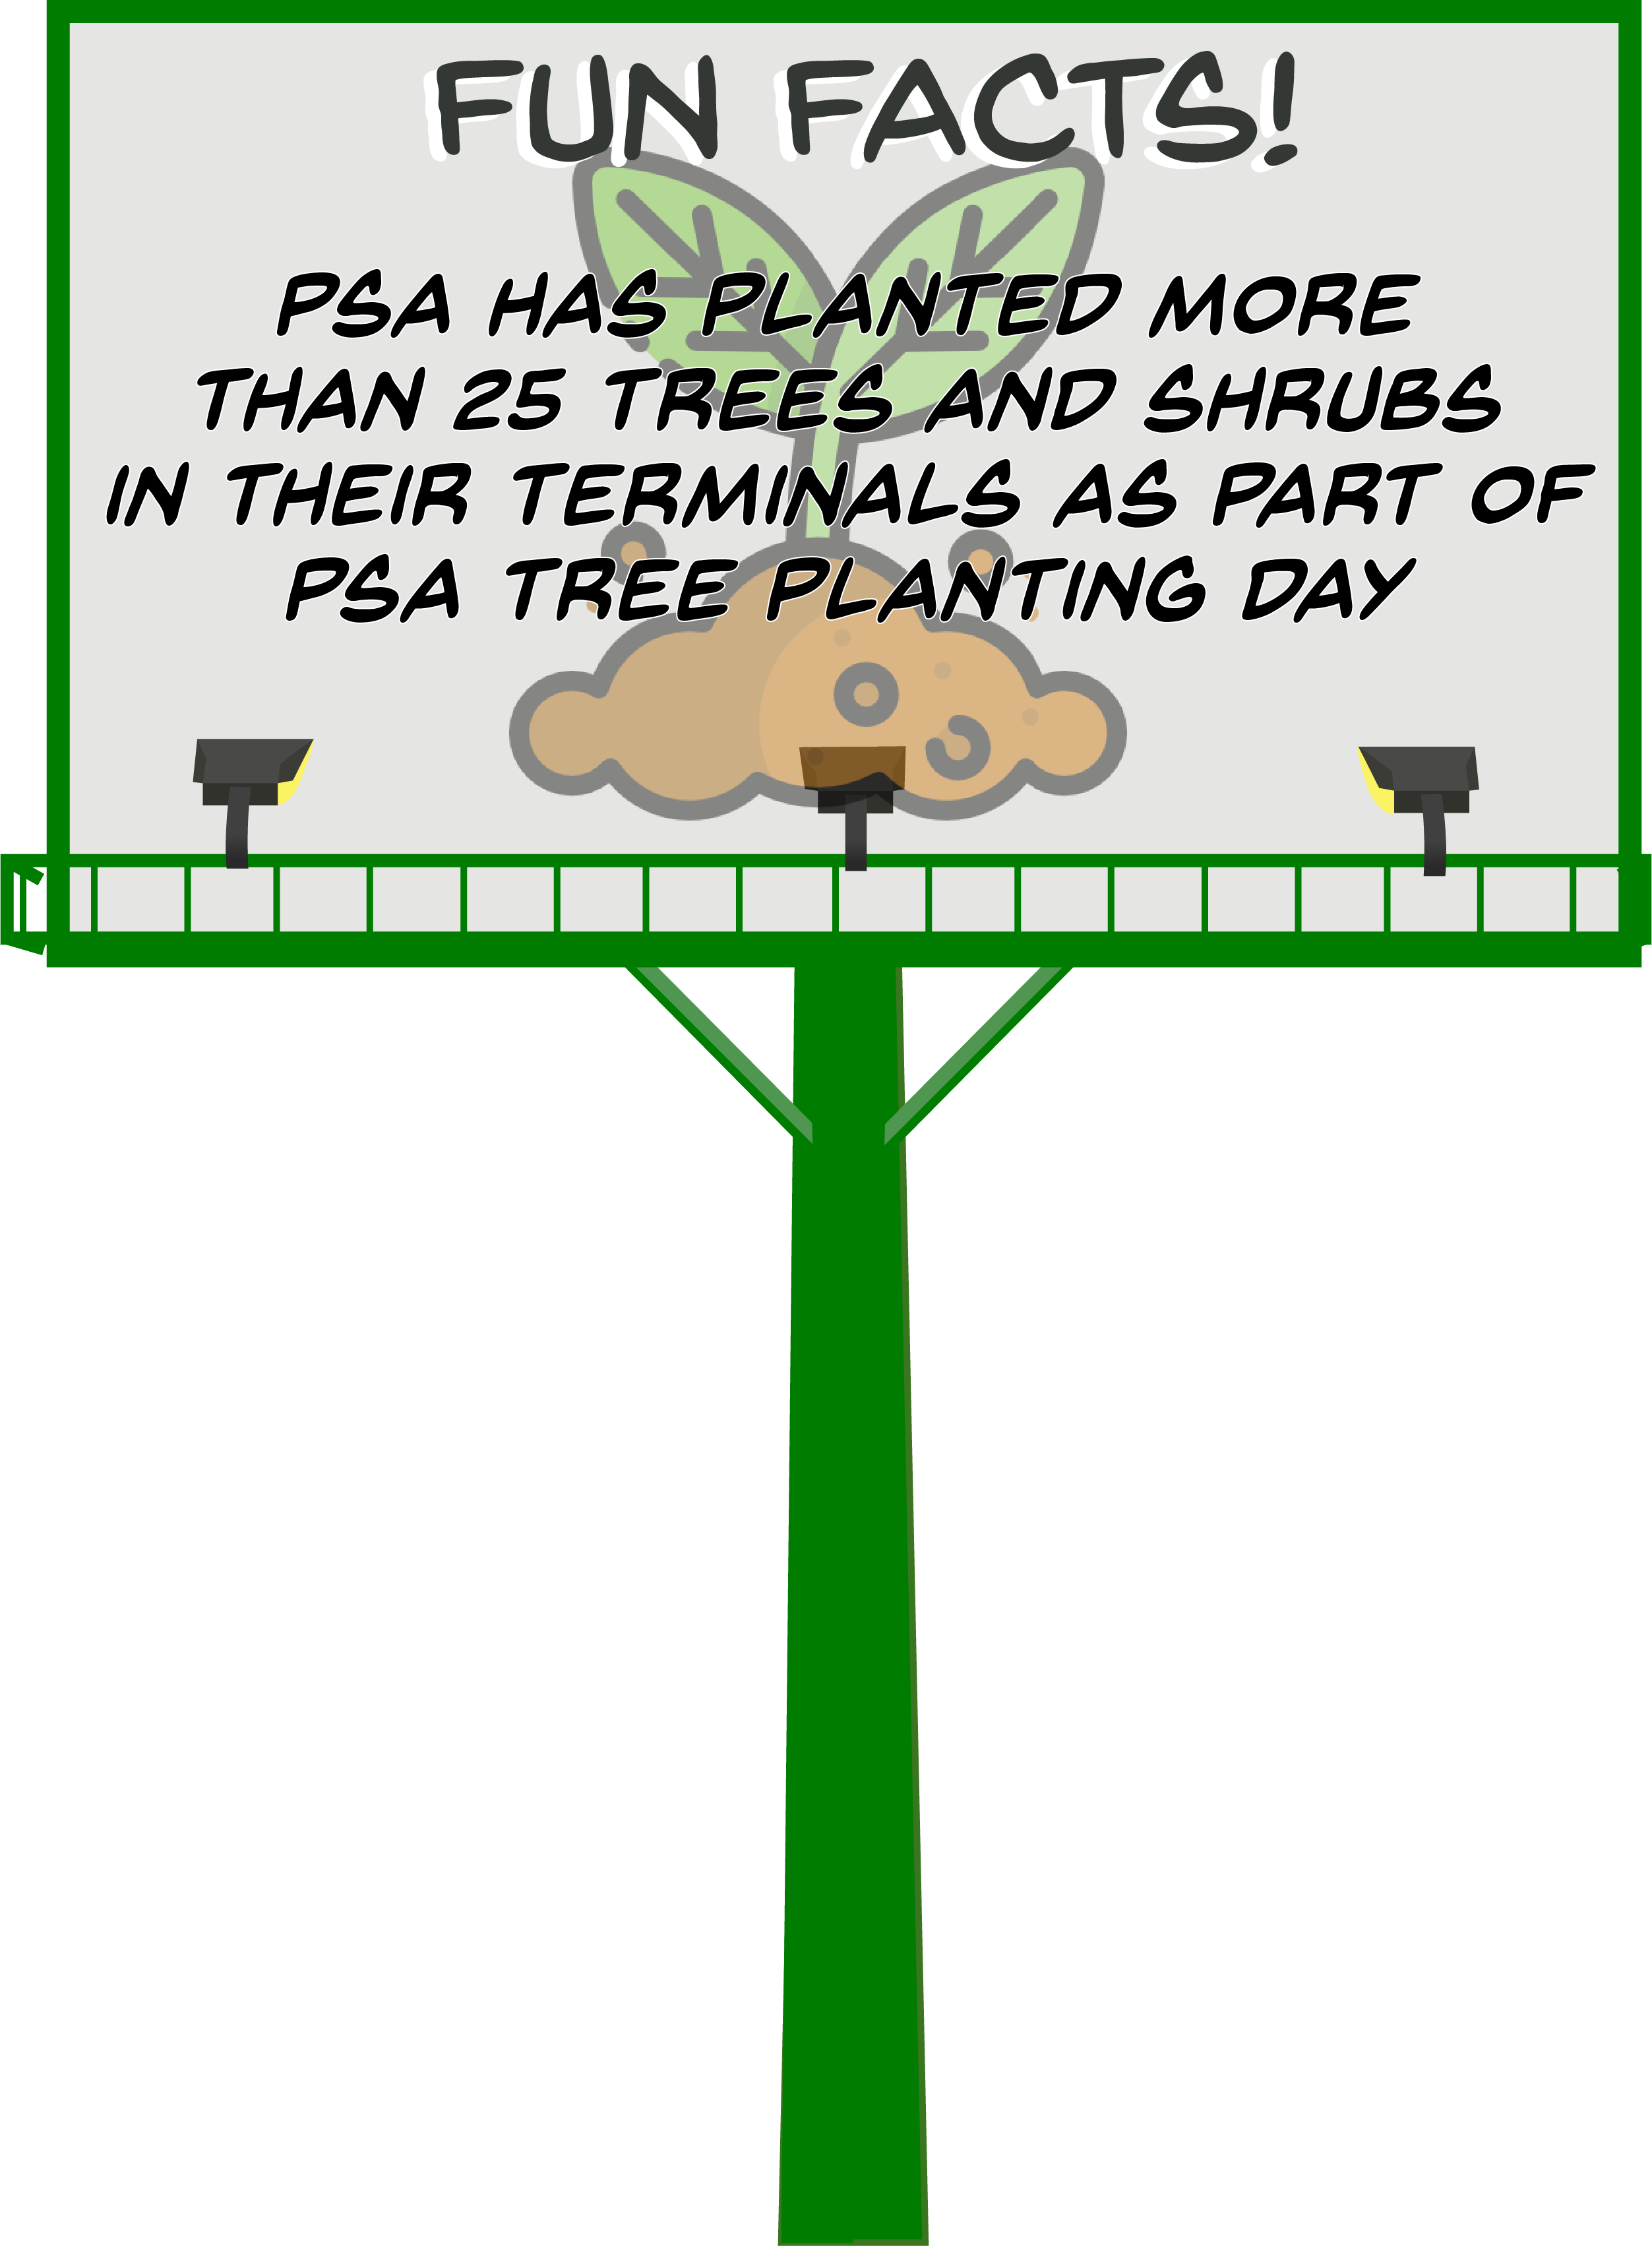 FUN FACTS!
PSA HAS PLANTED MORE
THAN 25 TREES AND SHRUBS
IN THEIR TERMINALS AS PART OF
PSA TREE PLANTING DAY